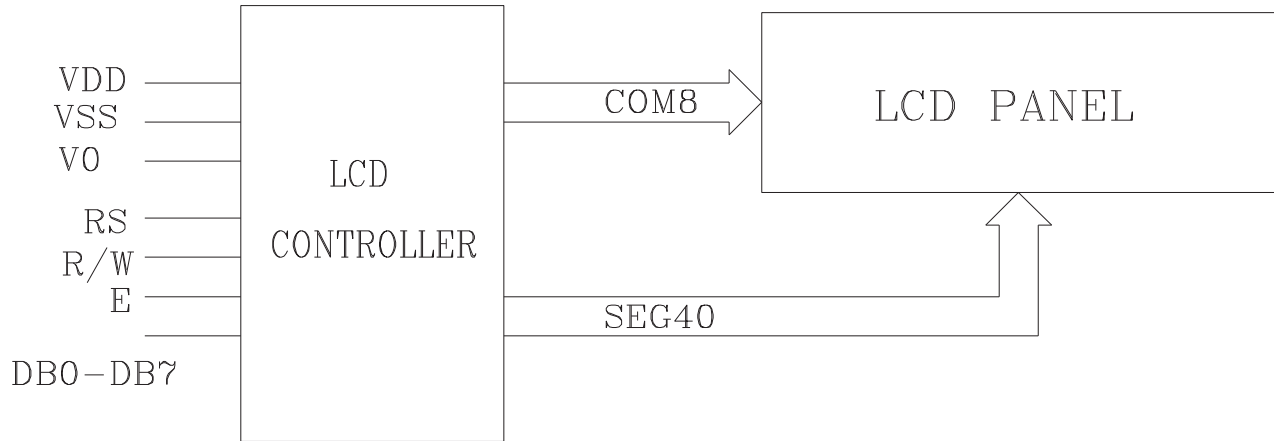 VDD
VSS
V0
RS
R/W
E
DB0-DB7
LCD
CONTROLLER
COM8
SEG40
LCD PANEL